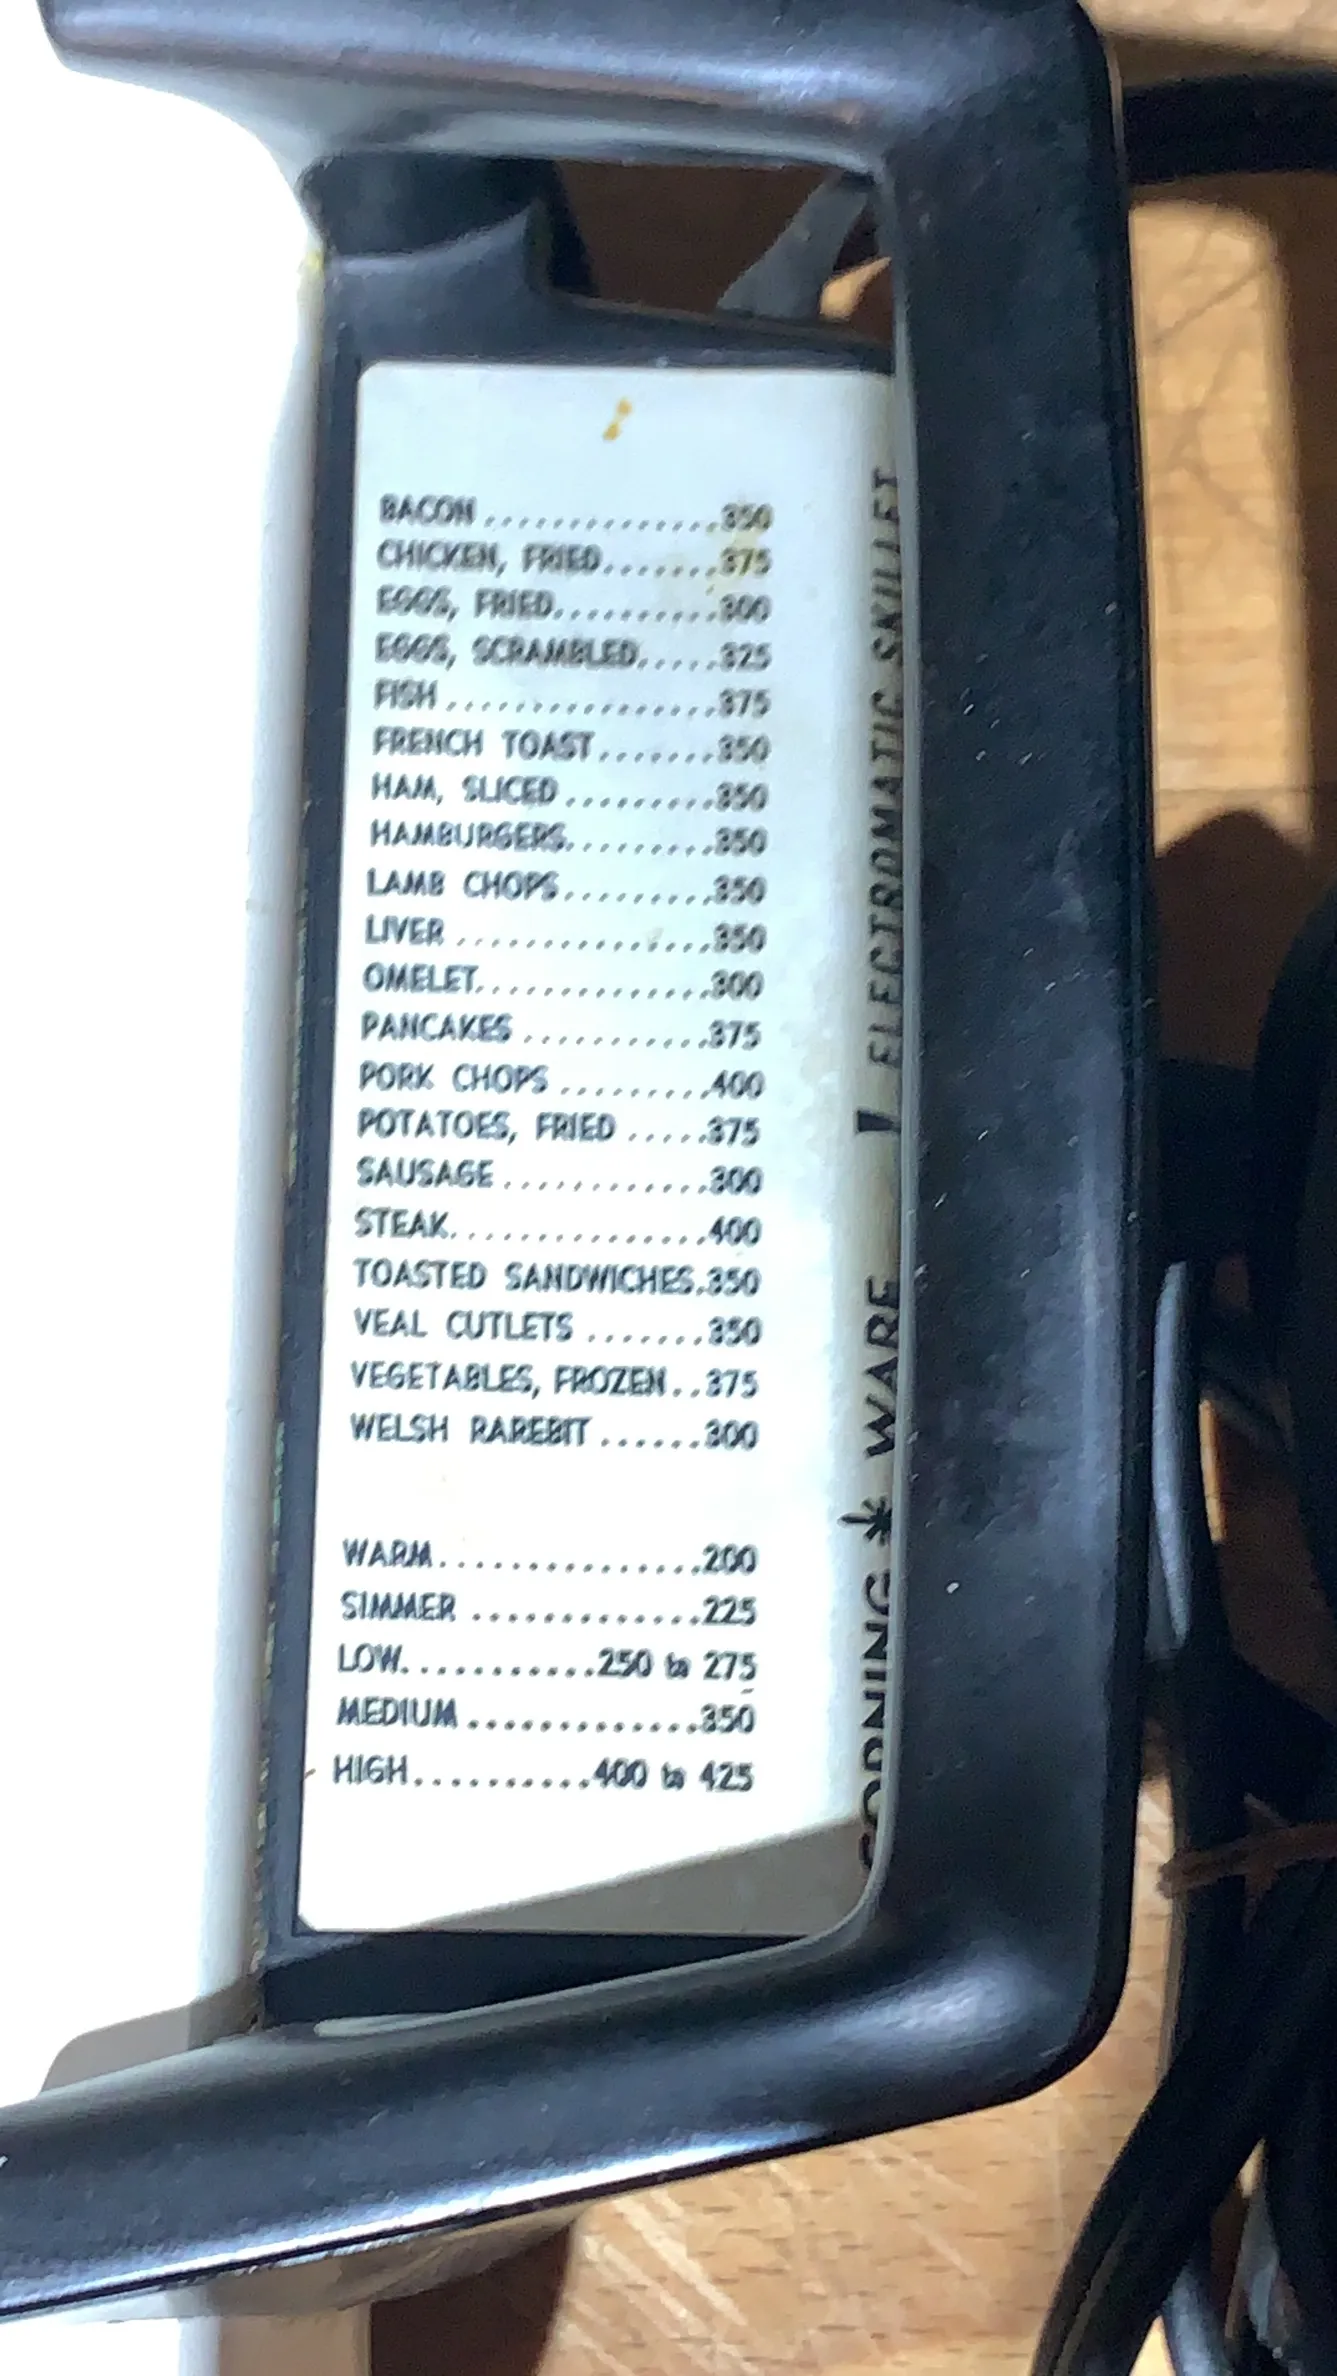 BACON ..............350
CHICKEN, FRIED.......375
EGGS, FRIED..........300
EGGS, SCRAMBLED.....325
FISH ................375
FRENCH TOAST.......350
HAM, SLICED .........350
HAMBURGERS.........350
LAMB CHOPS.........350
LIVER ...............350
OMELET..............300
PANCAKES ...........375
PORK CHOPS .........400
POTATOES, FRIED .....375
SAUSAGE ............300
STEAK...............400
TOASTED SANDWICHES.350
VEAL CUTLETS .......350
VEGETABLES, FROZEN..375
WELSH RAREBIT ......300
WARM...............200
SIMMER .............225
LOW...........250 to 275
MEDIUM .............350
HIGH..........400 to 425
CORNING WARE ELECTROMATIC SKILLET